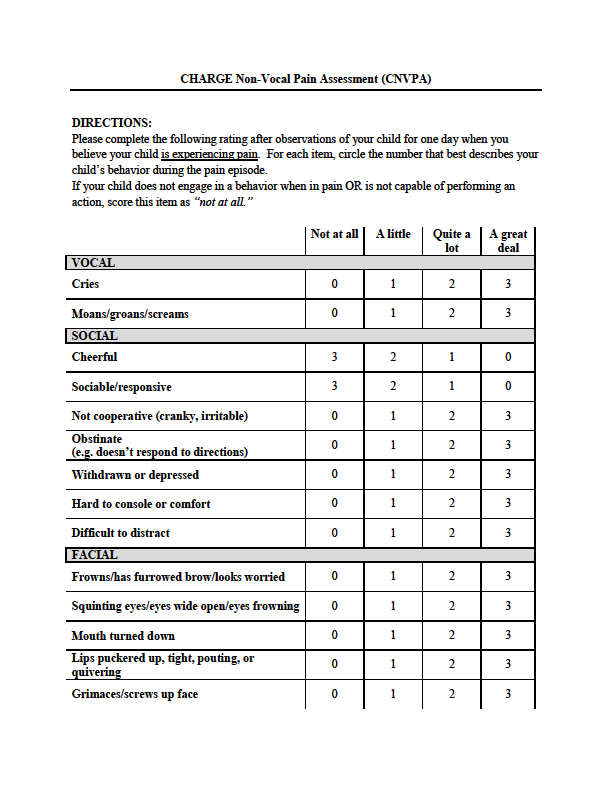 CHARGE Non-Vocal Pain Assessment (CNVPA)
DIRECTIONS:
Please complete the following rating after observations of your child for one day when you
believe your child is experiencing pain. For each item, circle the number that best describes your
child's behavior during the pain episode.
If your child does not engage in a behavior when in pain OR is not capable of performing an
action, score this item as “not at all.”
Not at all A little Quite a lot A great deal
VOCAL
Cries 0 1 2 3
Moans/groans/screams 0 1 2 3
SOCIAL
Cheerful 3 2 1 0
Sociable/responsive 3 2 1 0
Not cooperative (cranky, irritable) 0 1 2 3
Obstinate
(e.g. doesn't respond to directions) 0 1 2 3
Withdrawn or depressed 0 1 2 3
Hard to console or comfort 0 1 2 3
Difficult to distract 0 1 2 3
FACIAL
Frowns/has furrowed brow/looks worried 0 1 2 3
Squinting eyes/eyes wide open/eyes frowning 0 1 2 3
Mouth turned down 0 1 2 3
Lips puckered up, tight, pouting, or
quivering 0 1 2 3
Grimaces/screws up face 0 1 2 3